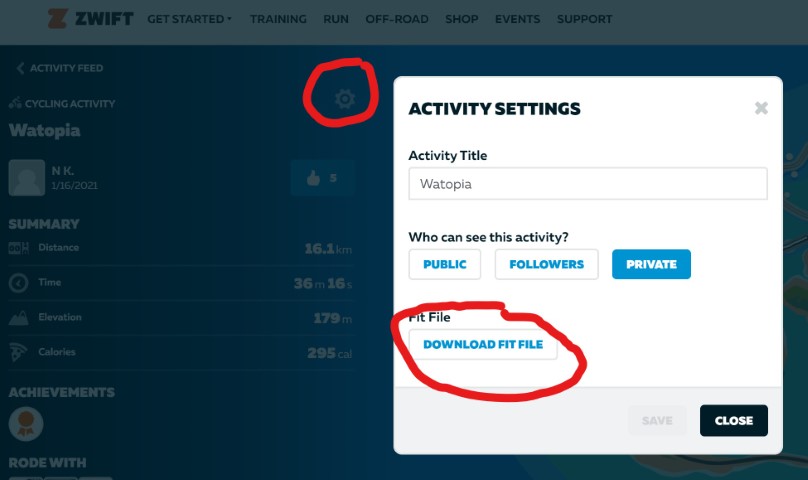 ZWIFT GET STARTED TRAINING RUN OFF-ROAD SHOP EVENTS SUPPORT
ACTIVITY FEED
CYCLING ACTIVITY
Watopia
N K.
1/16/2021
5
SUMMARY
Distance 16.1 km
Time 36 m 16 s
Elevation 179 m
Calories 295 cal
ACHIEVEMENTS
RODE WITH
ACTIVITY SETTINGS
Activity Title
Watopia
Who can see this activity?
PUBLIC FOLLOWERS PRIVATE
Fit File
DOWNLOAD FIT FILE
SAVE CLOSE